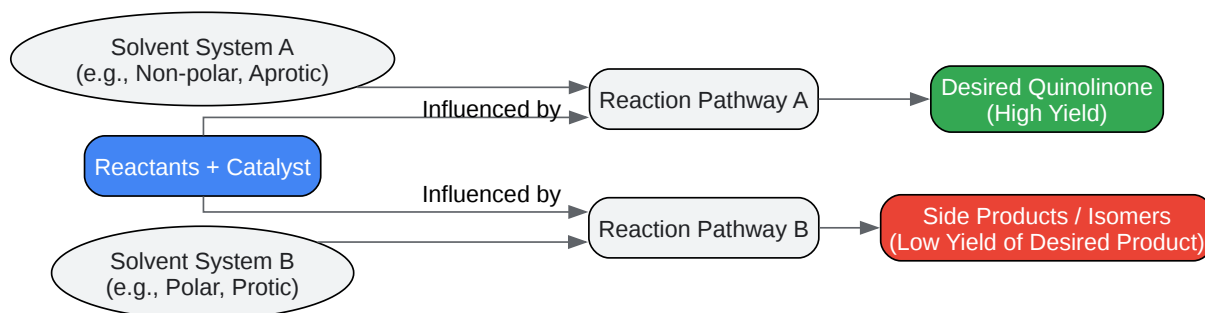 Solvent System A
(e.g., Non-polar, Aprotic)
Influenced by
Reaction Pathway A
Desired Quinolinone
(High Yield)
Reactants + Catalyst
Influenced by
Reaction Pathway B
Side Products / Isomers
(Low Yield of Desired Product)
Solvent System B
(e.g., Polar, Protic)